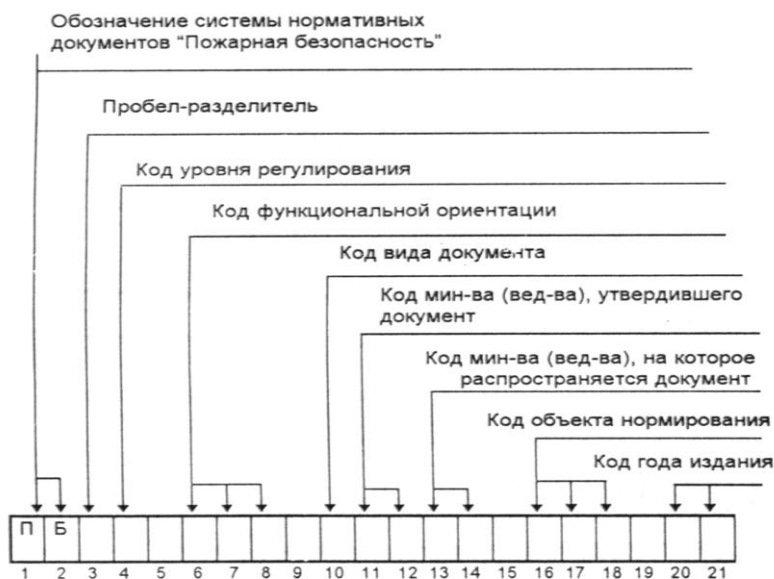 Обозначение системы нормативных
документов "Пожарная безопасность"
Пробел-разделитель
Код уровня регулирования
Код функциональной ориентации
Код вида документа
Код мин-ва (вед-ва), утвердившего
документ
Код мин-ва (вед-ва), на которое
распространяется документ
Код объекта нормирования
Код года издания
П Б
1 2 3 4 5 6 7 8 9 10 11 12 13 14 15 16 17 18 19 20 21